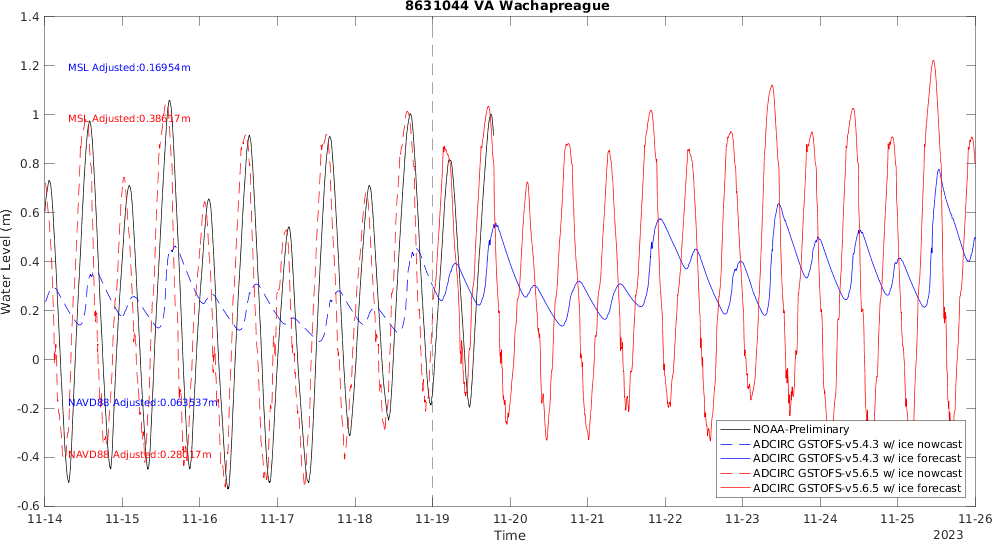 8631044 VA Wachapreague
1.4
1.2
1
0.8
0.6
0.4
0.2
0
-0.2
-0.4
-0.6
Water Level (m)
MSL Adjusted:0.16954m
MSL Adjusted:
NAVD88 Adjusted:0.063537m
NAVD88 Adjusted:
NOAA-Preliminary
ADCIRC GSTOFS-v5.4.3 w/ ice nowcast
ADCIRC GSTOFS-v5.4.3 w/ ice forecast
ADCIRC GSTOFS-v5.6.5 w/ ice nowcast
ADCIRC GSTOFS-v5.6.5 w/ ice forecast
11-14 11-15 11-16 11-17 11-18 11-19 11-20 11-21 11-22 11-23 11-24 11-25 11-26
Time
2023